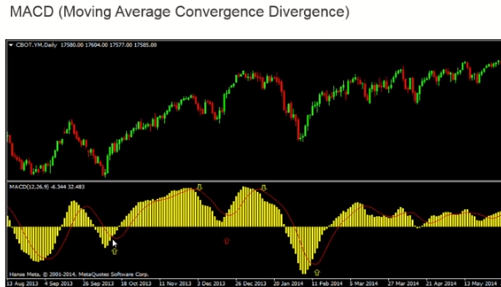 MACD (Moving Average Convergence Divergence)
CBOT.YM,Daily 17580.00 17604.00 17577.00 17585.00
MACD(12,26,9) -6.344 32.483
Hanse Meta, © 2001-2014, MetaQuotes Software Corp.
13 Aug 2013 4 Sep 2013 26 Sep 2013 18 Oct 2013 11 Nov 2013 3 Dec 2013 26 Dec 2013 20 Jan 2014 11 Feb 2014 5 Mar 2014 27 Mar 2014 21 Apr 2014 13 May 2014